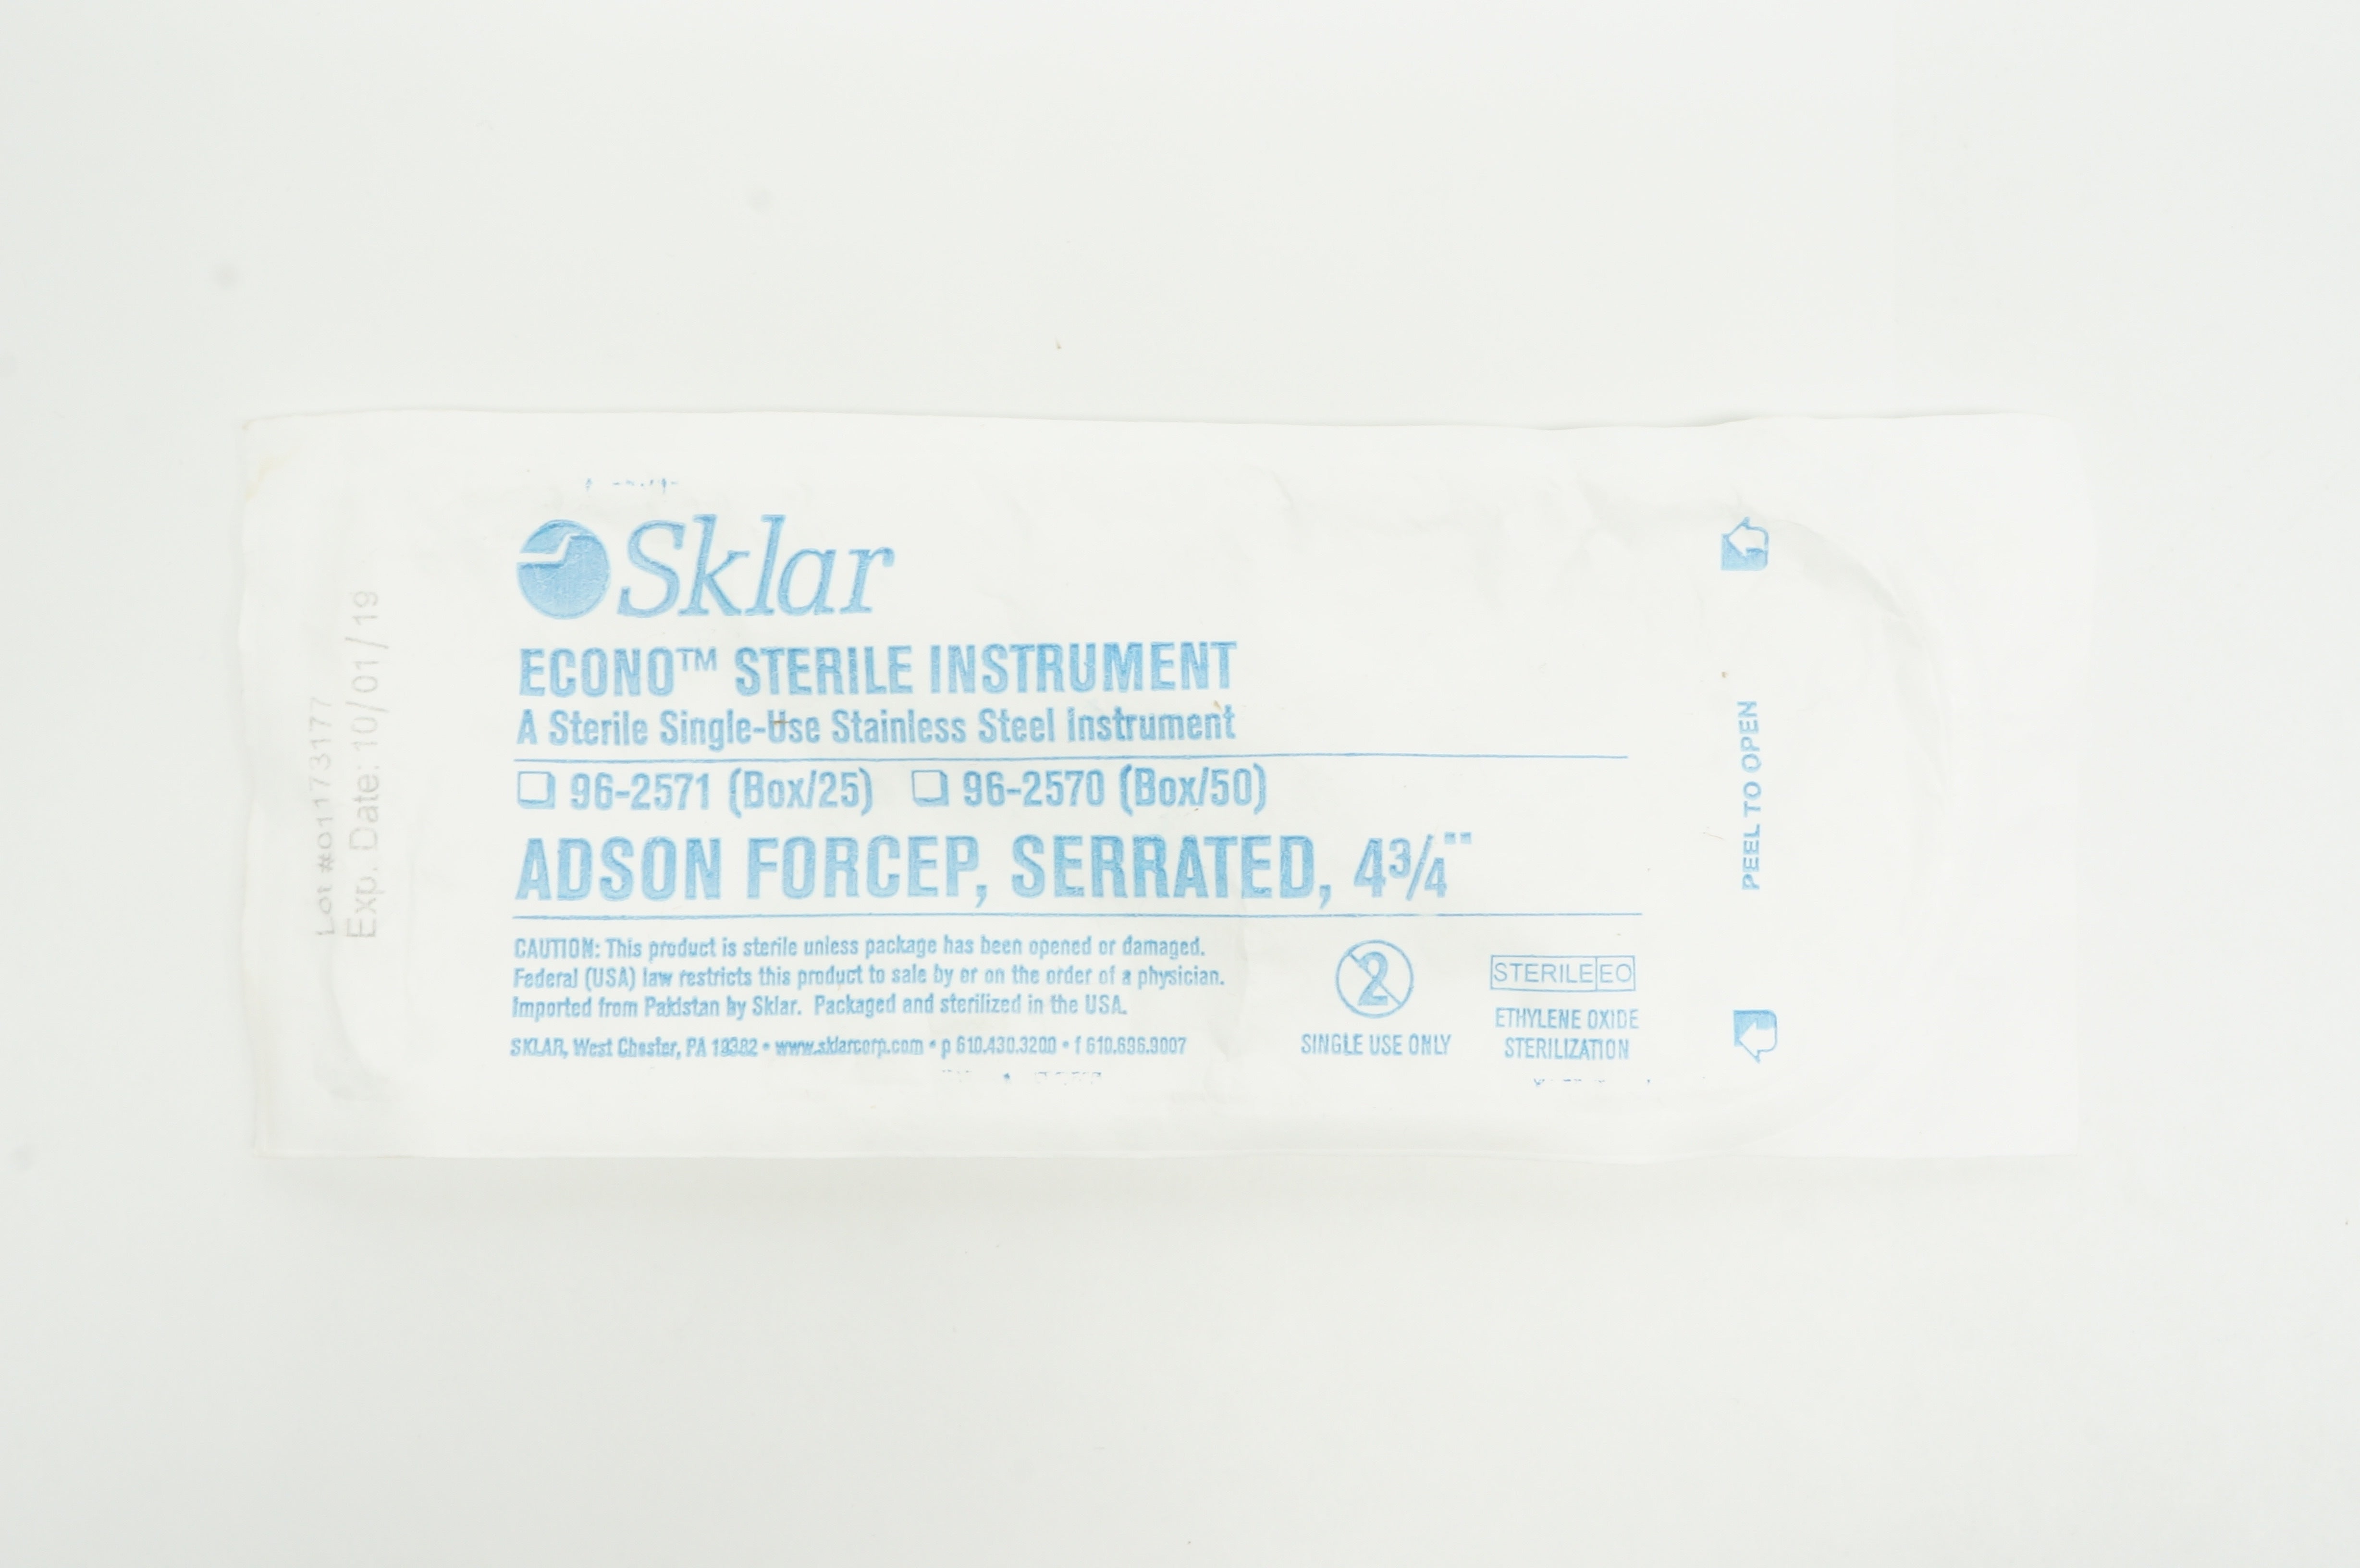 Sklar
ECONO™ STERILE INSTRUMENT
A Sterile Single-Use Stainless Steel Instrument
96-2571 (Box/25) 96-2570 (Box/50)
ADSON FORCEP, SERRATED, 4¾"
CAUTION: This product is sterile unless package has been opened or damaged.
Federal (USA) law restricts this product to sale by or on the order of a physician.
Imported from Pakistan by Sklar. Packaged and sterilized in the USA.
SKLAR, West Chester, PA 19382 • www.sklarcorp.com • p 610.430.3200 • f 610.696.9007
2
SINGLE USE ONLY
STERILE EO
ETHYLENE OXIDE
STERILIZATION
PEEL TO OPEN
Lot #01173177
Exp. Date: 10/01/19